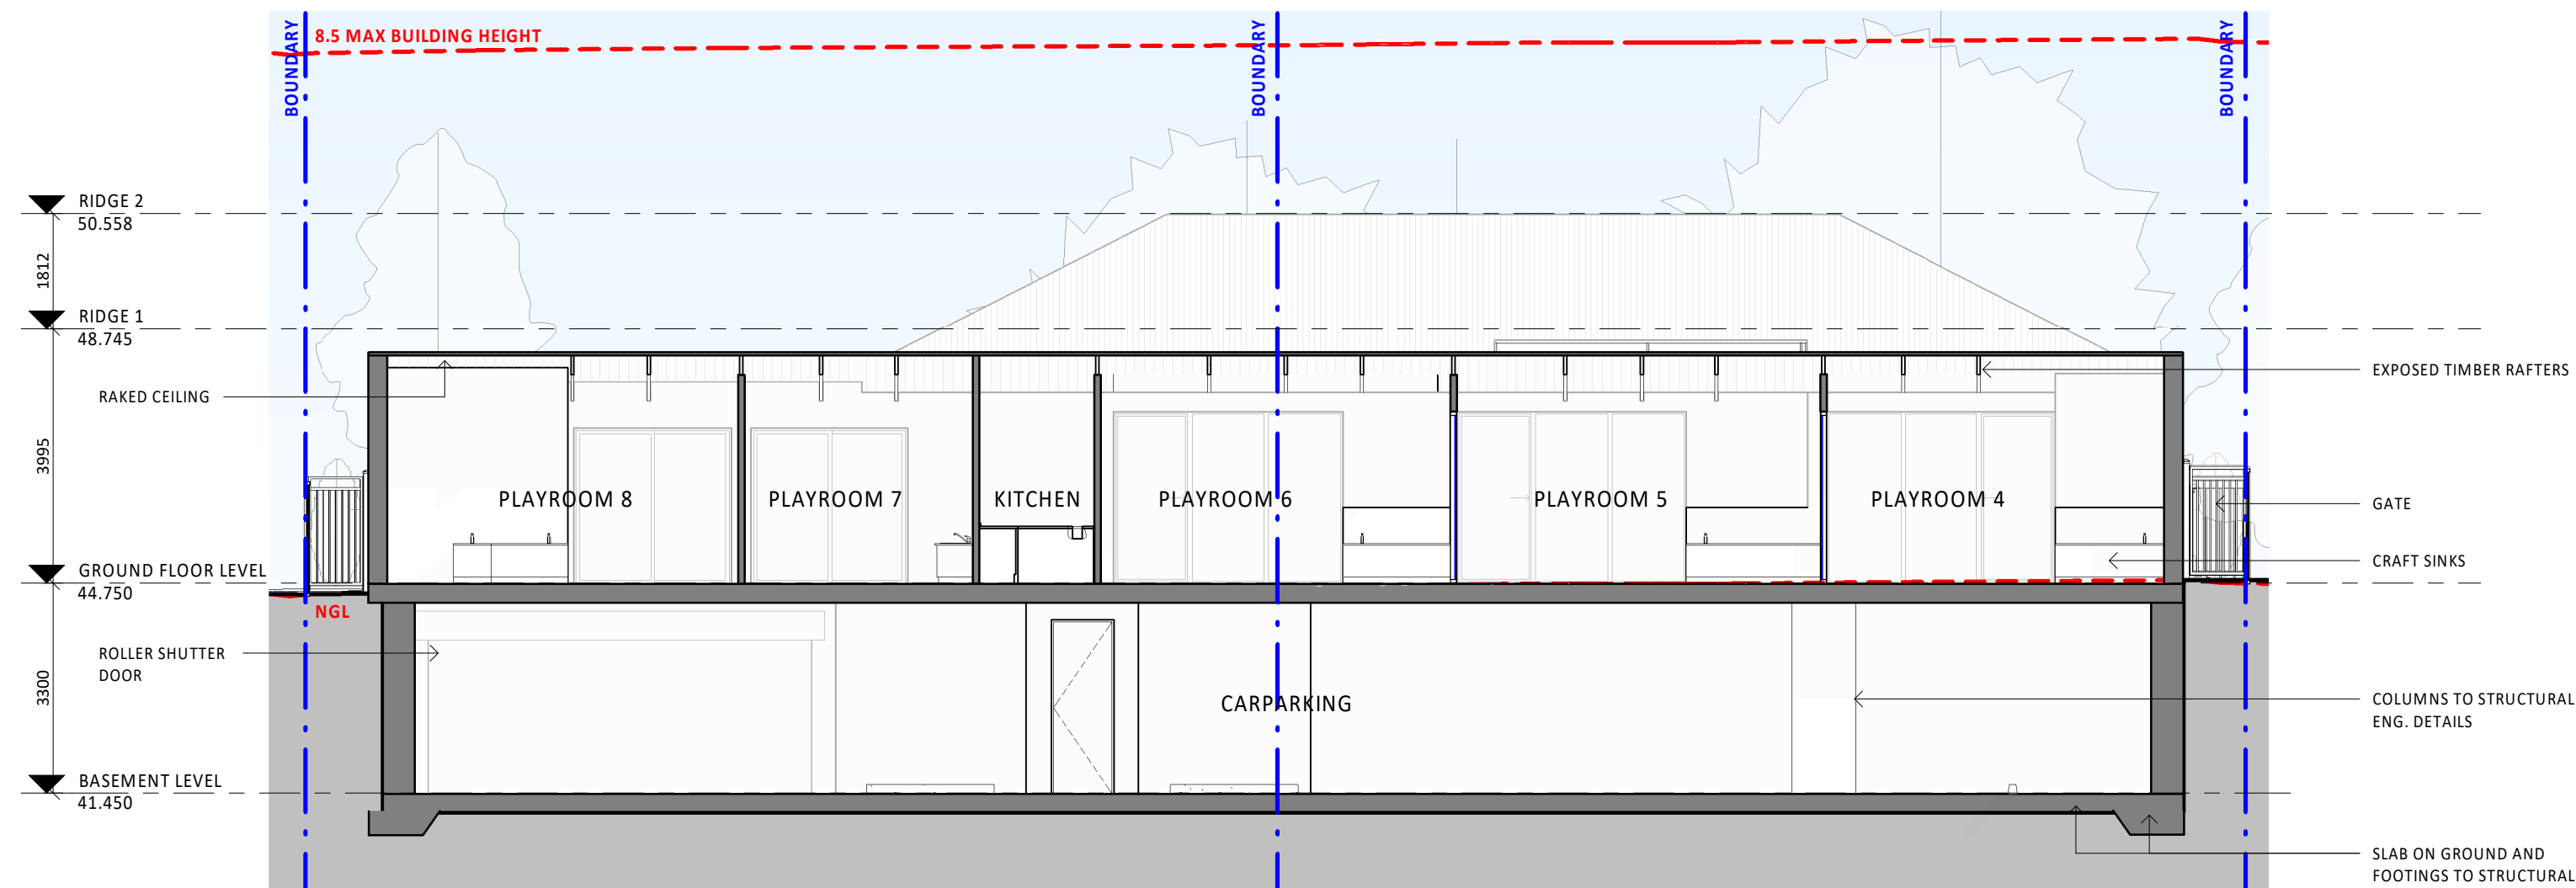 BOUNDARY
8.5 MAX BUILDING HEIGHT
BOUNDARY
BOUNDARY
RIDGE 2
50.558
1812
RIDGE 1
48.745
RAKED CEILING
EXPOSED TIMBER RAFTERS
3995
PLAYROOM 8
PLAYROOM 7
KITCHEN
PLAYROOM 6
PLAYROOM 5
PLAYROOM 4
GATE
CRAFT SINKS
GROUND FLOOR LEVEL
44.750
NGL
ROLLER SHUTTER
DOOR
3300
CARPARKING
COLUMNS TO STRUCTURAL
ENG. DETAILS
BASEMENT LEVEL
41.450
SLAB ON GROUND AND
FOOTINGS TO STRUCTURAL